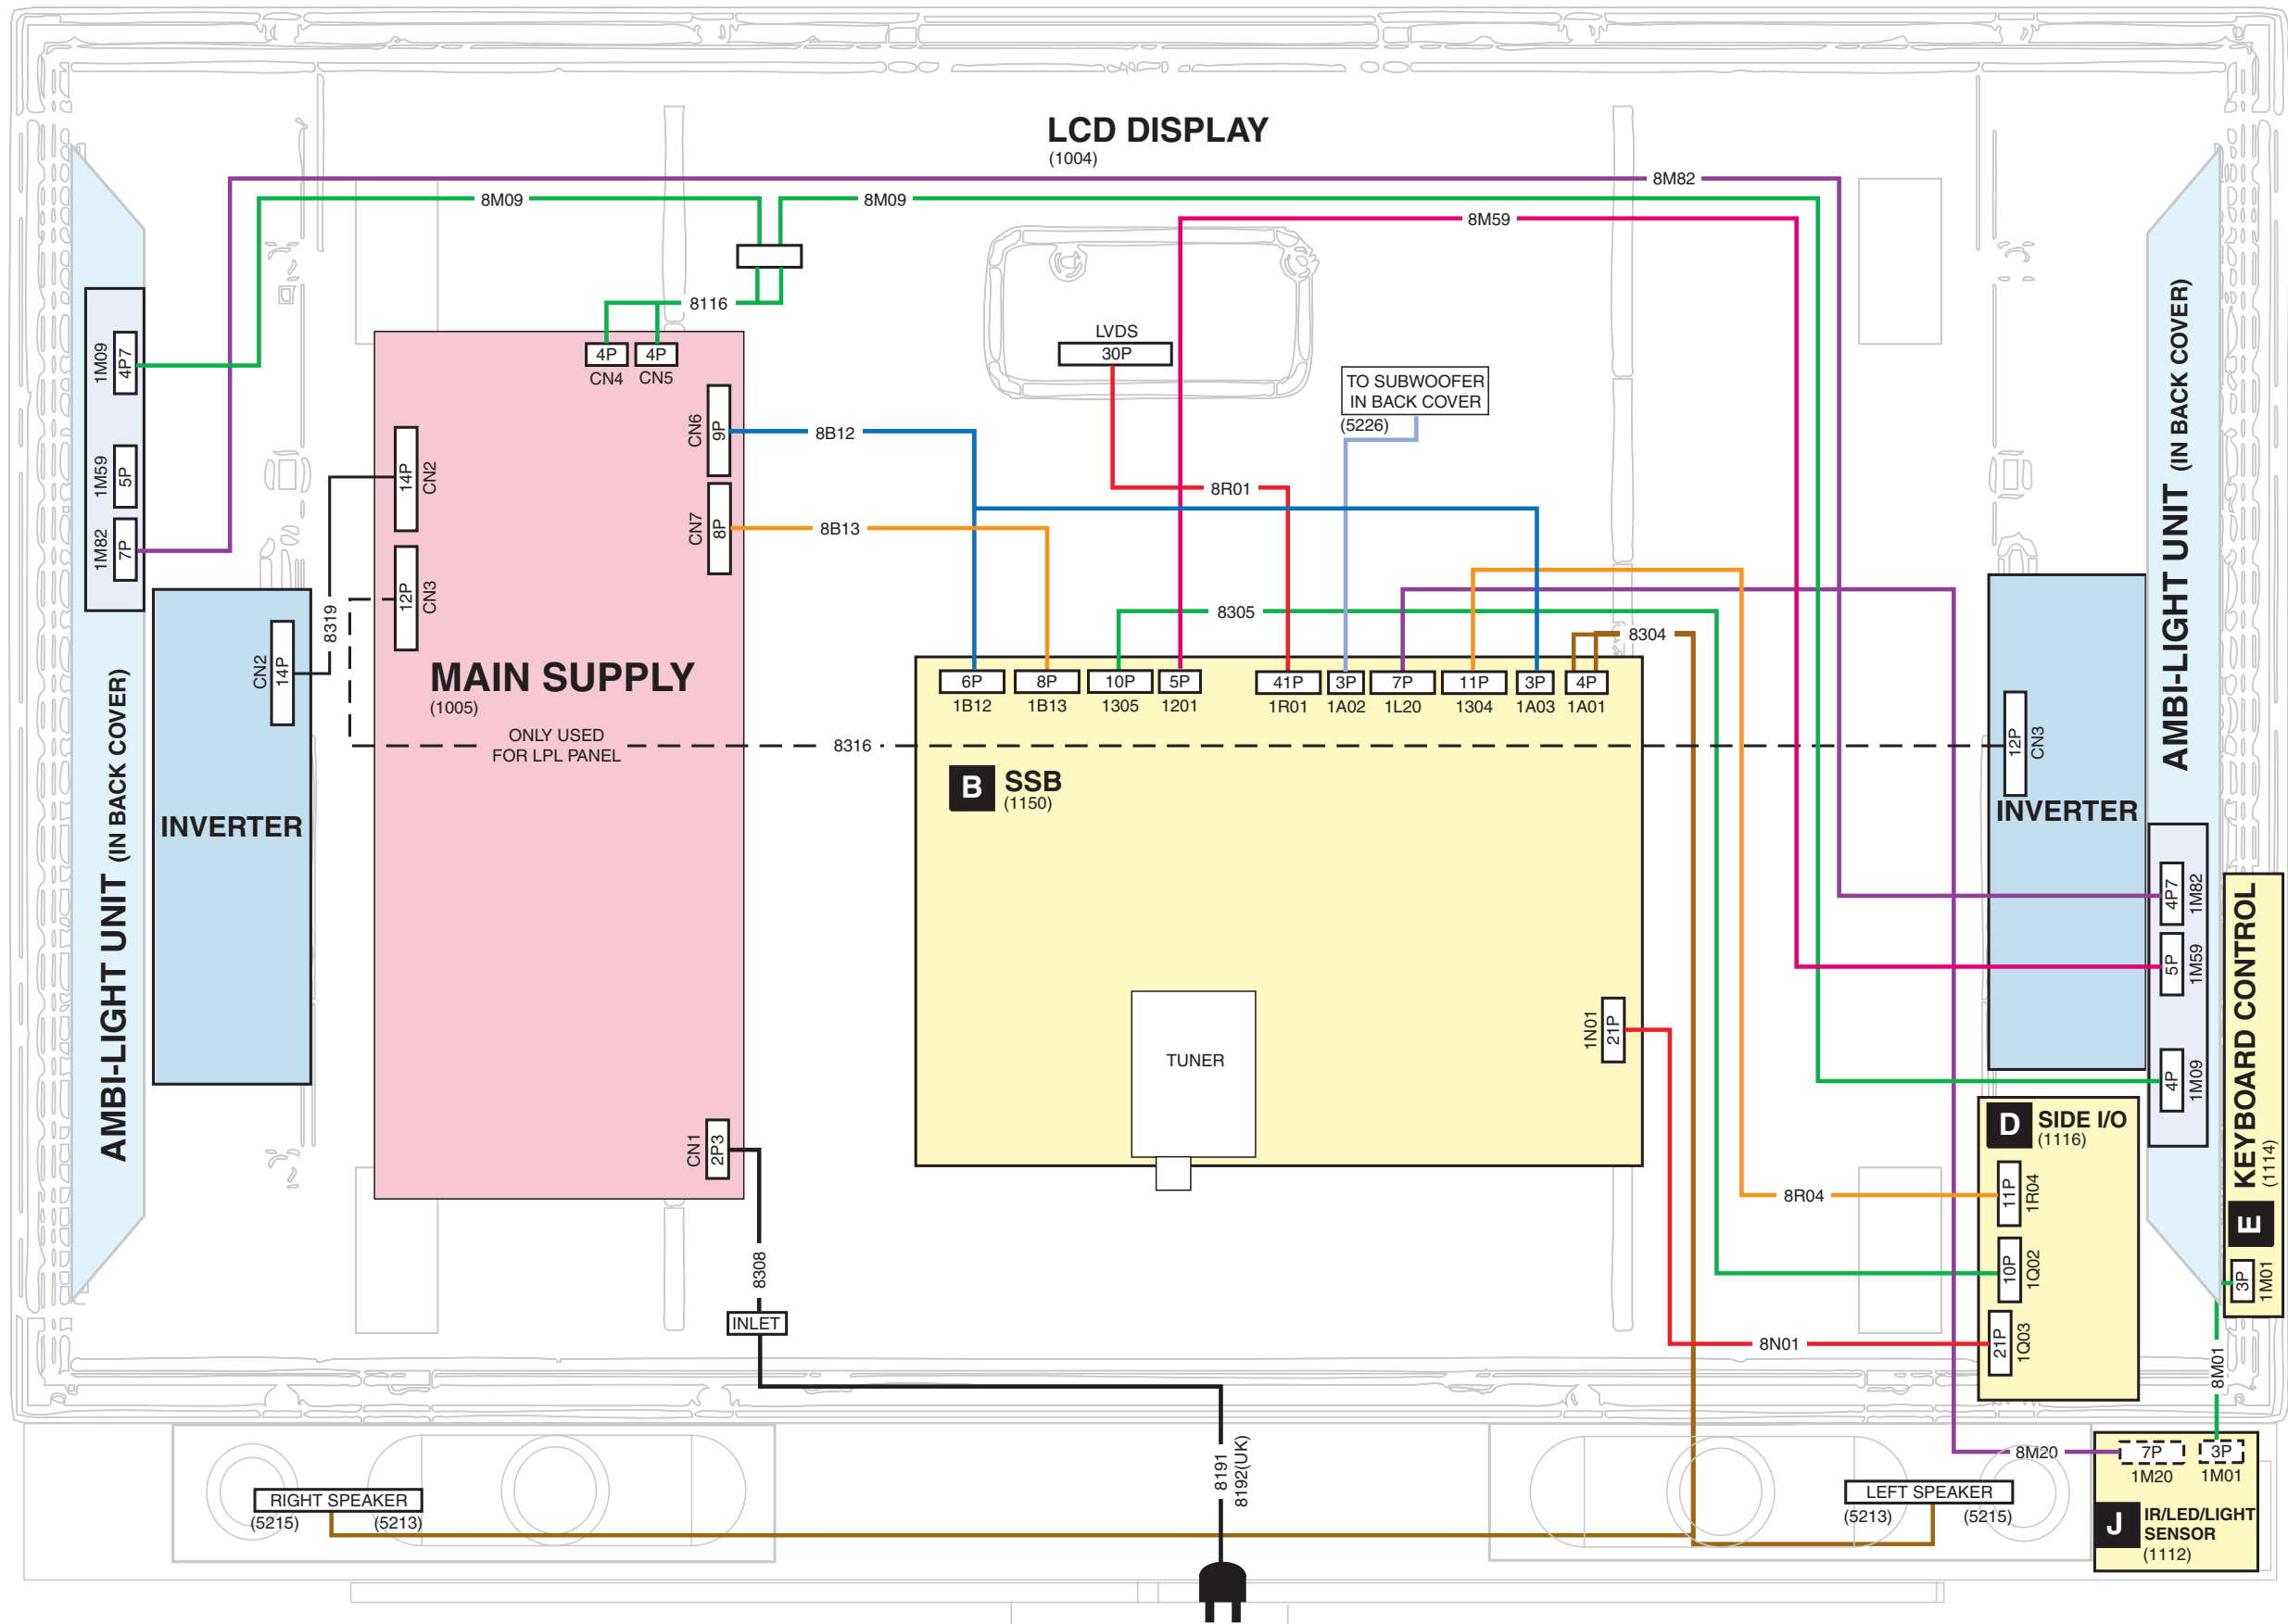 LCD DISPLAY
(1004)
8M82
8M09
8M09
8M59
8116
LVDS
30P
4P
4P
CN4
CN5
TO SUBWOOFER
IN BACK COVER
(5226)
1M09
4P7
1M59
5P
1M82
7P
AMBI-LIGHT UNIT (IN BACK COVER)
INVERTER
CN2
14P
8319
14P
CN2
12P
CN3
CN6
9P
CN7
8P
8B12
8B13
8R01
MAIN SUPPLY
(1005)
ONLY USED
FOR LPL PANEL
8316
CN1
2P3
8308
INLET
8305
8304
6P
8P
10P
5P
41P
3P
7P
11P
3P
4P
1B12
1B13
1305
1201
1R01
1A02
1L20
1304
1A03
1A01
B
SSB
(1150)
TUNER
1N01
21P
AMBI-LIGHT UNIT (IN BACK COVER)
12P
CN3
INVERTER
4P7
1M82
5P
1M59
4P
1M09
KEYBOARD CONTROL
(1114)
E
3P
1M01
D
SIDE I/O
(1116)
11P
1R04
10P
1Q02
21P
1Q03
8R04
8N01
8M01
8M20
7P
3P
1M20
1M01
J
IR/LED/LIGHT
SENSOR
(1112)
RIGHT SPEAKER
(5215)
(5213)
8191
8192(UK)
LEFT SPEAKER
(5213)
(5215)